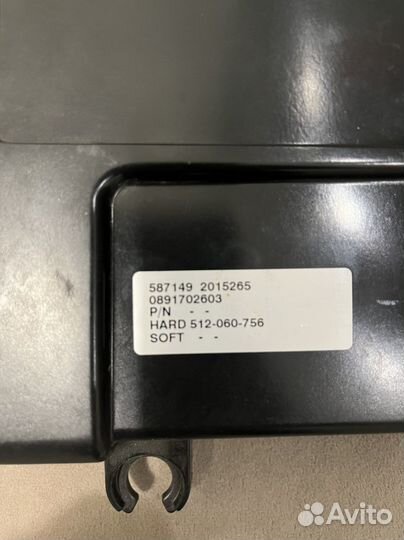 587149 2015265
0891702603
P/N - -
HARD 512-060-756
SOFT - -
Avito